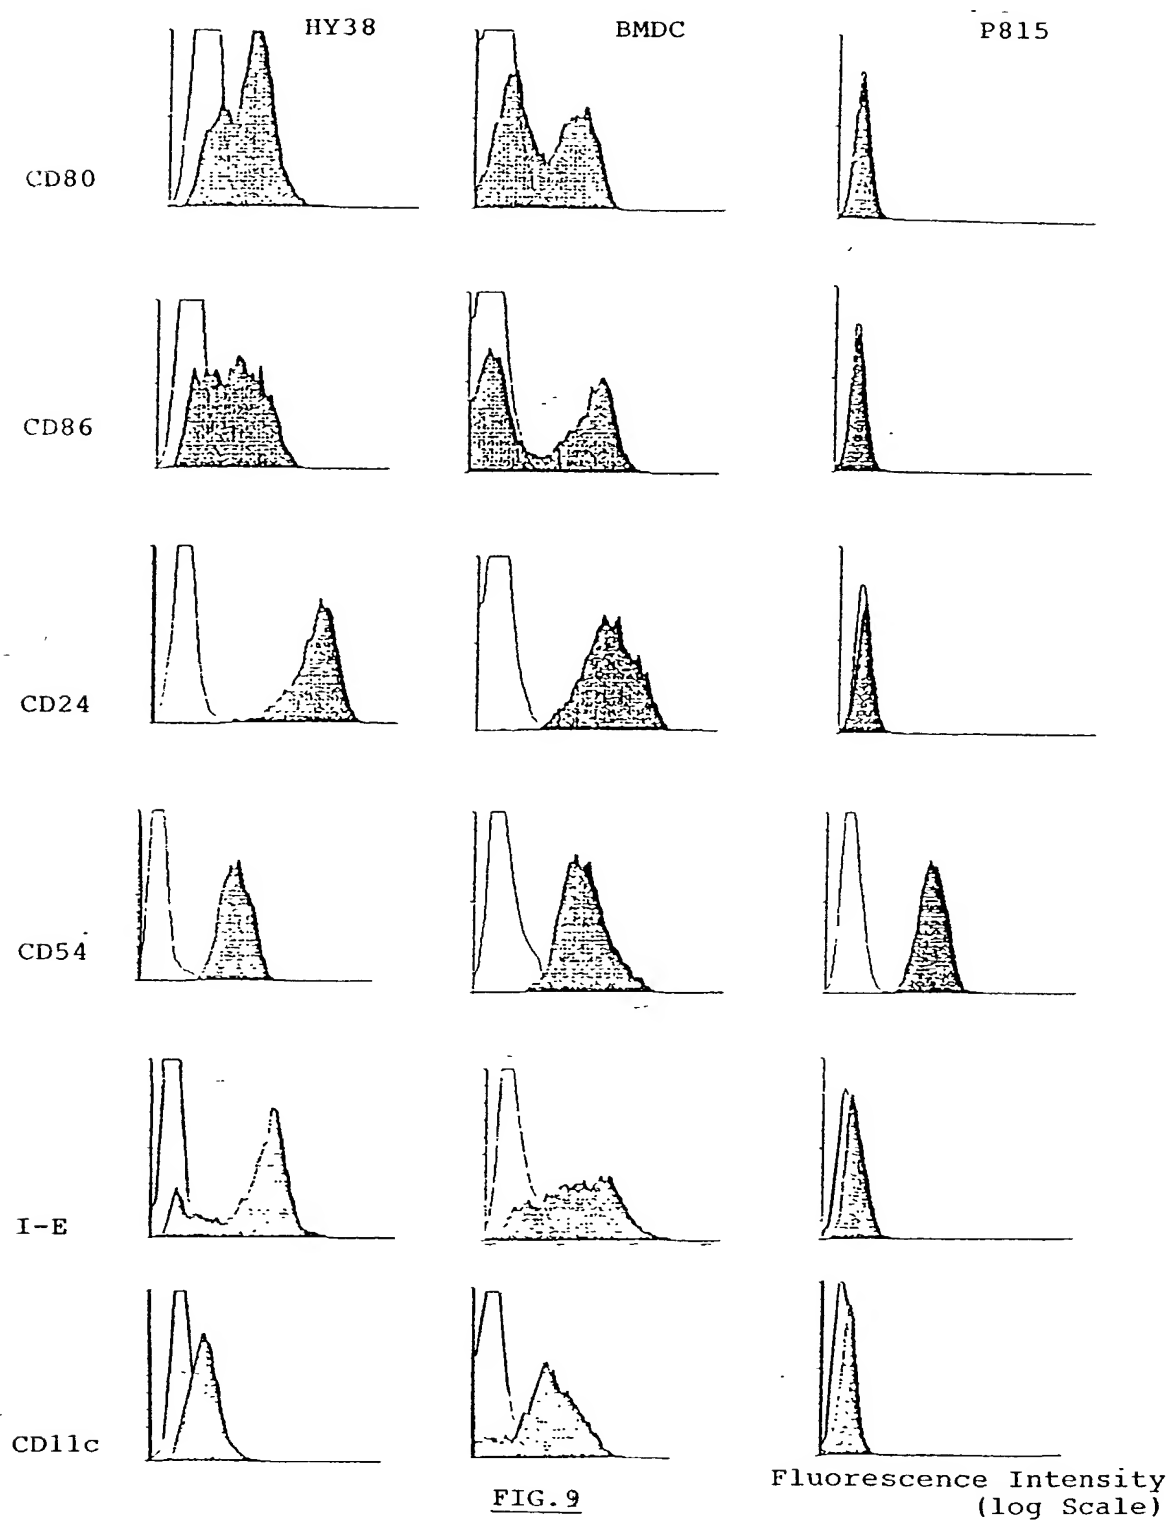 HY38 BMDC P815
CD80
CD86
CD24
CD54
I-E
CD11c
Fluorescence Intensity
(log Scale)
FIG.9